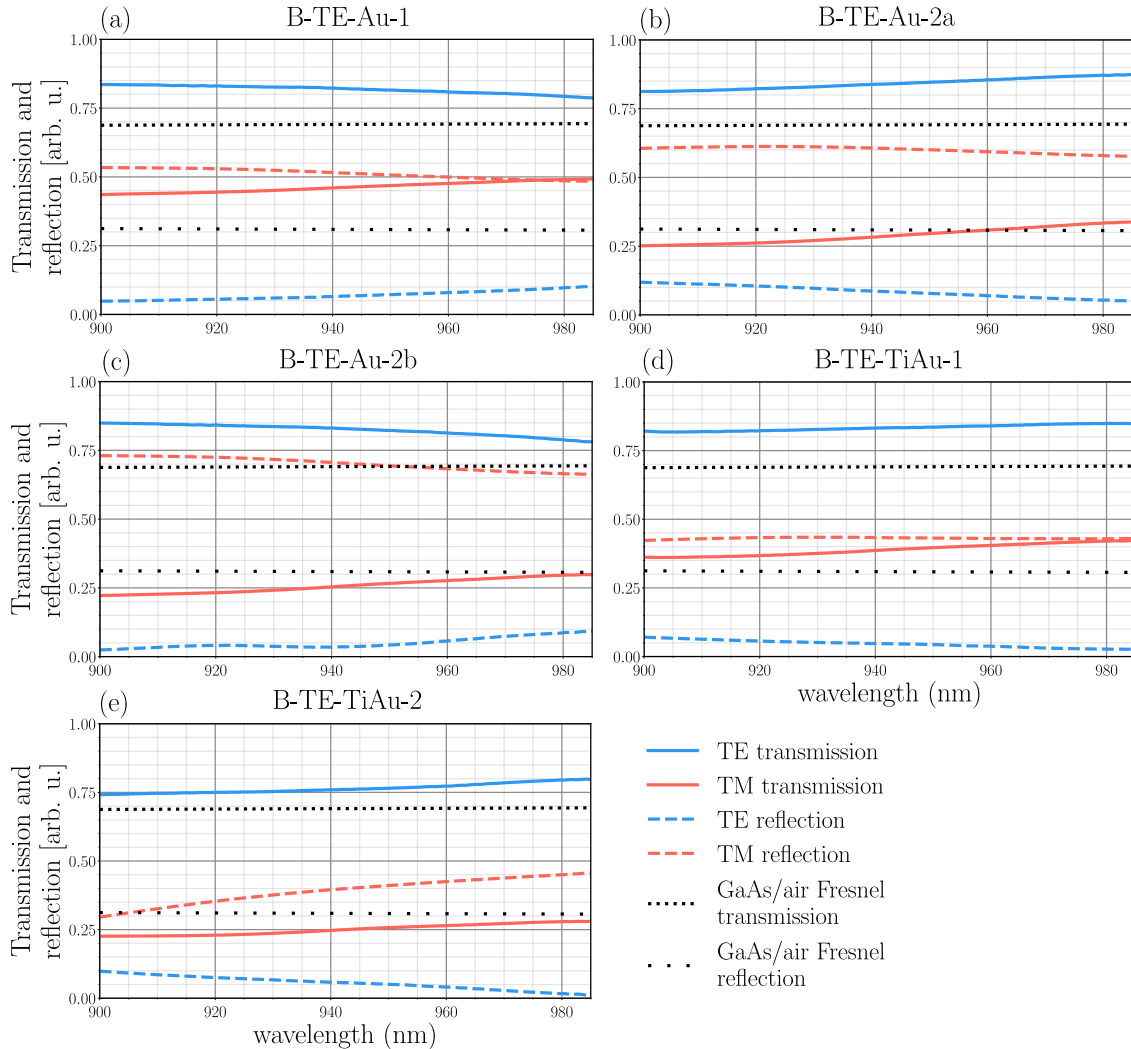 (a)
B-TE-Au-1
(b)
B-TE-Au-2a
Transmission and
reflection [arb. u.]
1.00
0.75
0.50
0.25
0.00
900
920
940
960
980
1.00
0.75
0.50
0.25
0.00
900
920
940
960
980
(c)
B-TE-Au-2b
(d)
B-TE-TiAu-1
Transmission and
reflection [arb. u.]
1.00
0.75
0.50
0.25
0.00
900
920
940
960
980
1.00
0.75
0.50
0.25
0.00
900
920
940
960
980
wavelength (nm)
(e)
B-TE-TiAu-2
Transmission and
reflection [arb. u.]
1.00
0.75
0.50
0.25
0.00
900
920
940
960
980
wavelength (nm)
TE transmission
TM transmission
TE reflection
TM reflection
GaAs/air Fresnel
transmission
GaAs/air Fresnel
reflection